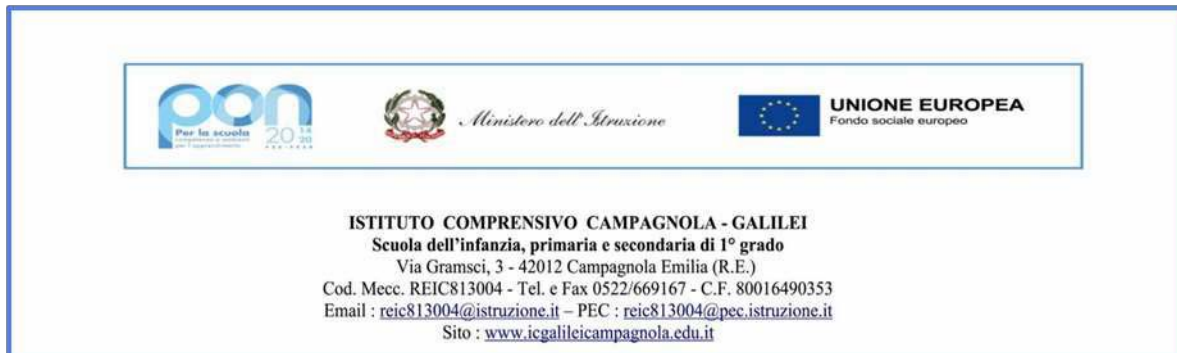 pon
Per la scuola
2014
20
Ministero dell'Istruzione
UNIONE EUROPEA
Fondo sociale europeo
ISTITUTO COMPRENSIVO CAMPAGNOLA - GALILEI
Scuola dell'infanzia, primaria e secondaria di 1° grado
Via Gramsci, 3 - 42012 Campagnola Emilia (R.E.)
Cod. Mecc. REIC813004 - Tel. e Fax 0522/669167 - C.F. 80016490353
Email : reic813004@istruzione.it – PEC : reic813004@pec.istruzione.it
Sito : www.icgalileicampagnola.edu.it